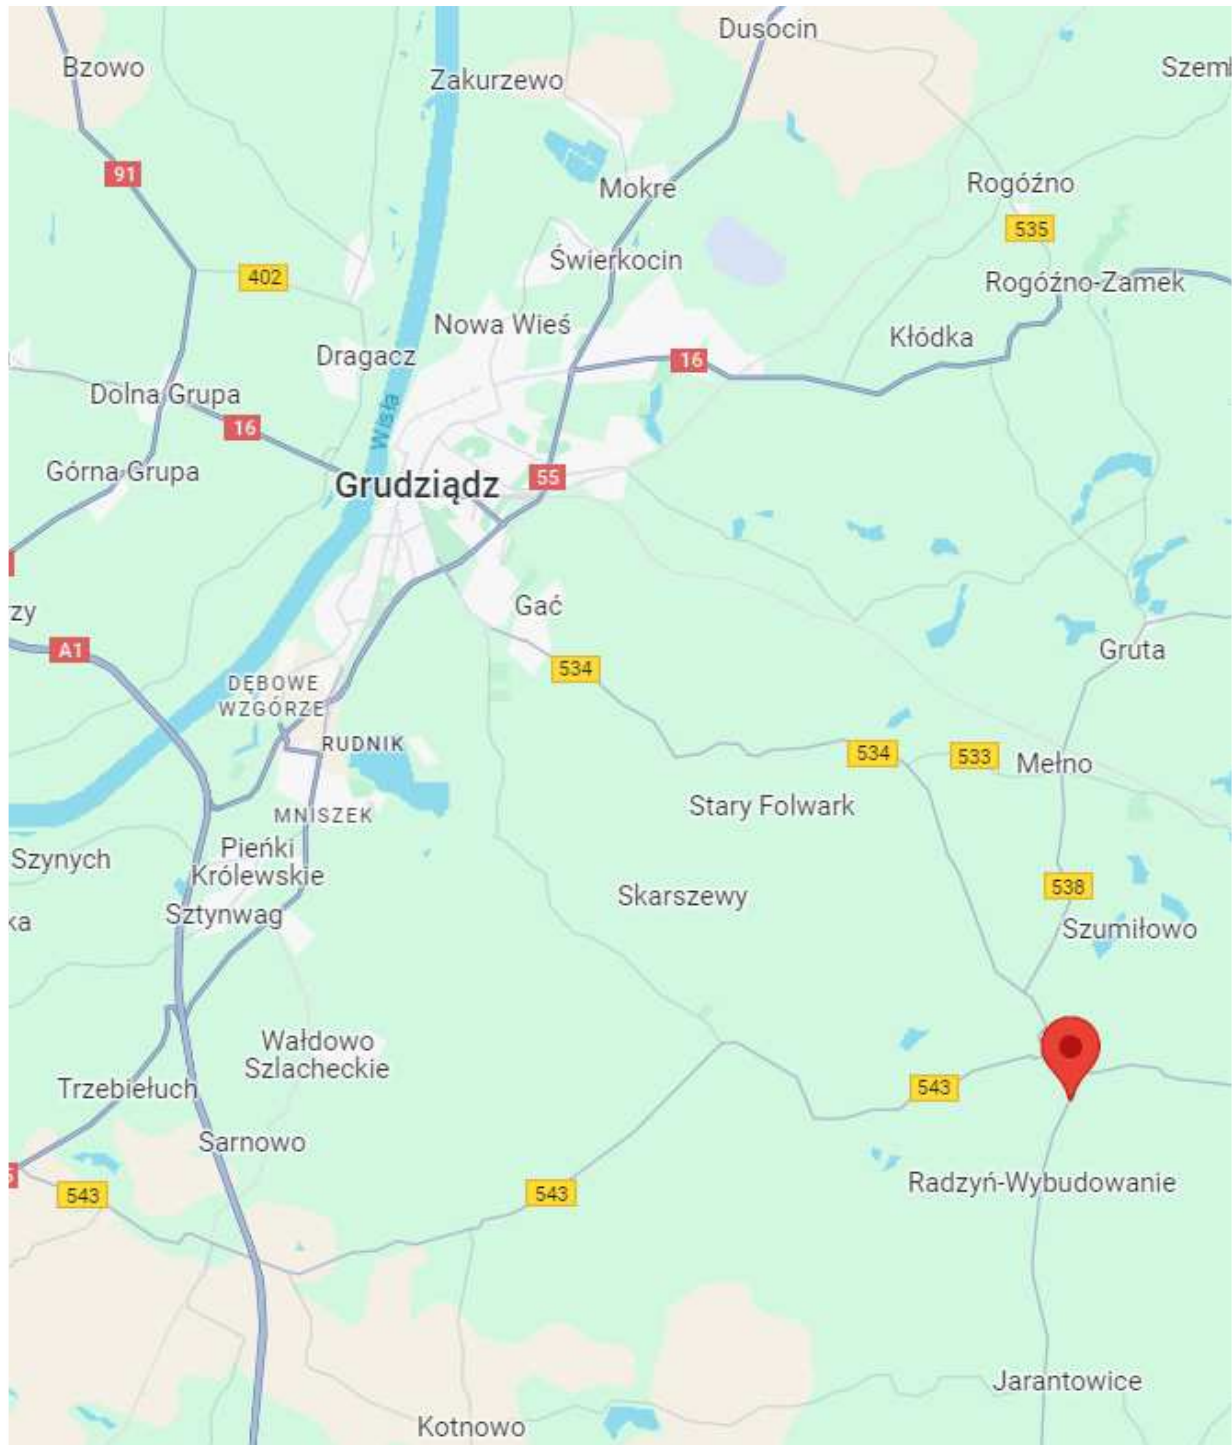 Dusocin
Bzowo
Szeml
Zakurzewo
91
Mokre
Rogóźno
535
Świerkocin
402
Rogóźno-Zamek
Nowa Wieś
Kłódka
Dragacz
16
Dolna Grupa
Wisła
16
Górna Grupa
Grudziądz
55
zy
Gać
A1
Gruta
534
DĘBOWE
WZGÓRZE
RUDNIK
534
533
Mełno
Stary Folwark
MNISZEK
Szynych
Pieńki
Królewskie
538
Skarszewy
ka
Sztynwag
Szumiłowo
Wałdowo
Szlacheckie
Trzebiełuch
543
Sarnowo
5
543
543
Radzyń-Wybudowanie
Jarantowice
Kotnowo